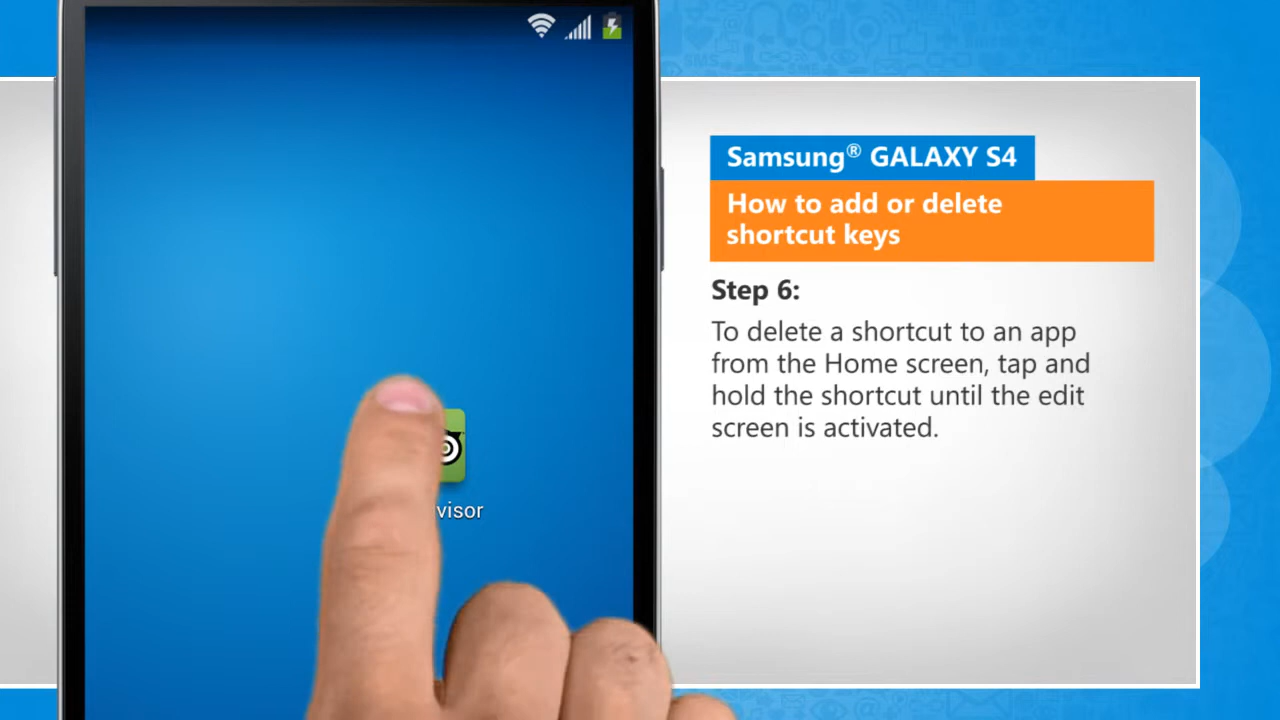 Samsung® GALAXY S4
How to add or delete
shortcut keys
Step 6:
To delete a shortcut to an app
from the Home screen, tap and
hold the shortcut until the edit
screen is activated.
visor